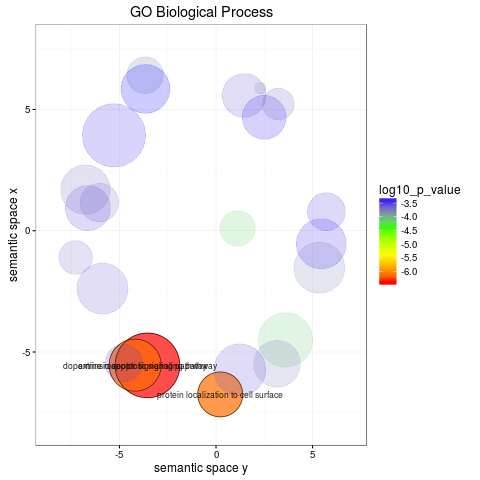 GO Biological Process
semantic space x
5
0
-5
-5
0
5
semantic space y
log10_p_value
-3.5
-4.0
-4.5
-5.0
-5.5
-6.0
protein localization to cell surface